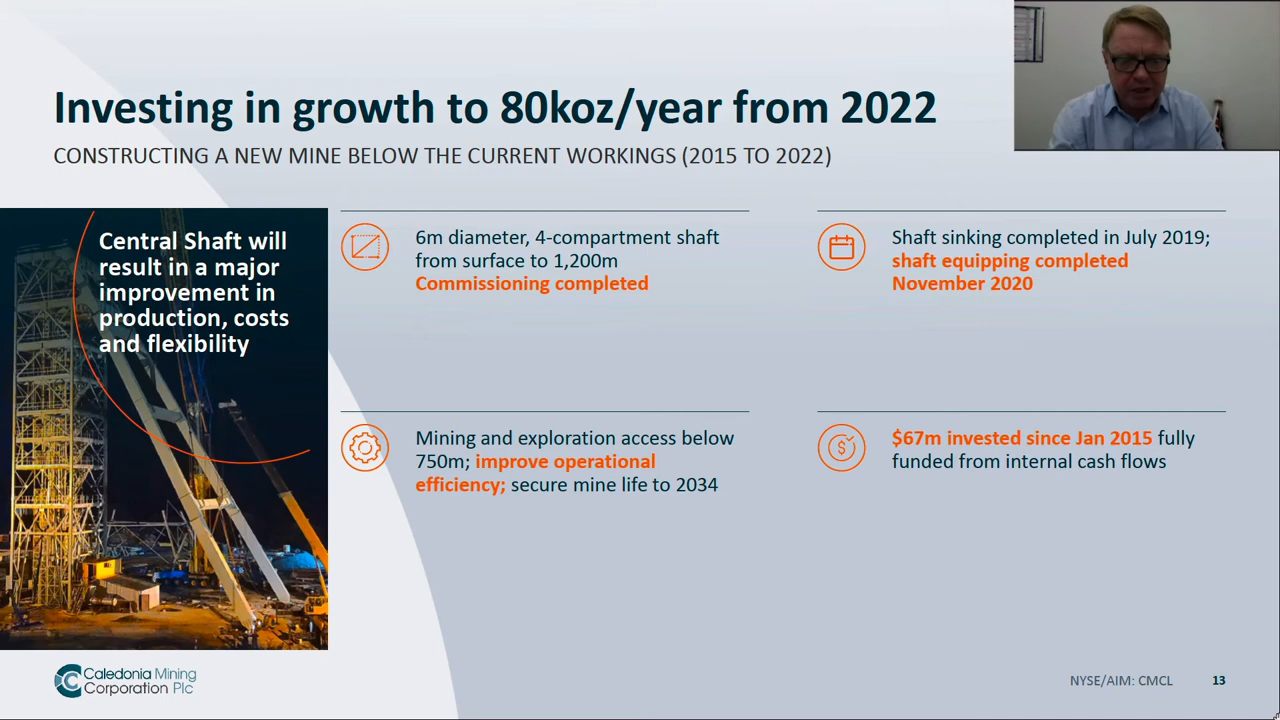 Investing in growth to 80koz/year from 2022
CONSTRUCTING A NEW MINE BELOW THE CURRENT WORKINGS (2015 TO 2022)
Central Shaft will
result in a major
improvement in
production, costs
and flexibility
6m diameter, 4-compartment shaft
from surface to 1,200m
Commissioning completed
Shaft sinking completed in July 2019;
shaft equipping completed
November 2020
Mining and exploration access below
750m; improve operational
efficiency; secure mine life to 2034
$67m invested since Jan 2015 fully
funded from internal cash flows
Caledonia Mining
Corporation Plc
NYSE/AIM: CMCL
13